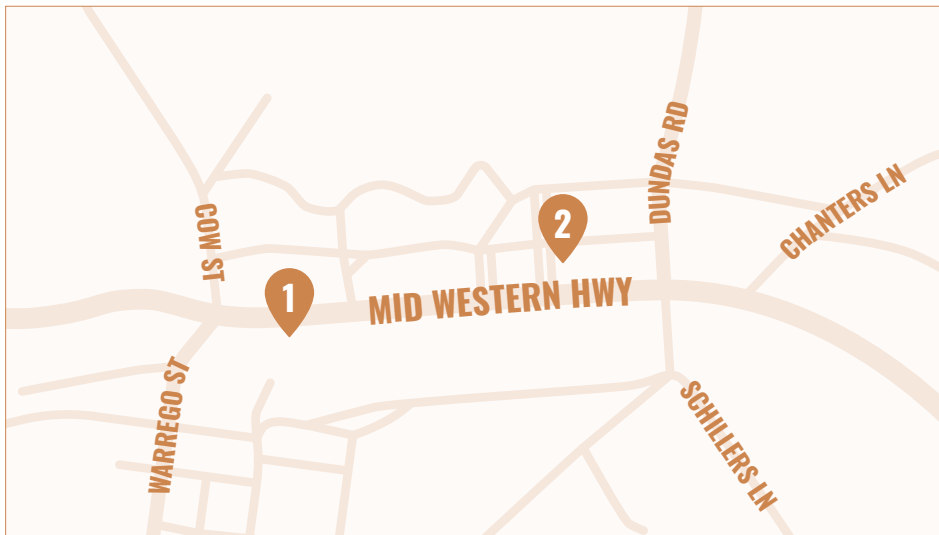 DUNDAS RD
CHANTERS LN
COW ST
2
1
MID WESTERN HWY
WARREGO ST
SCHILLERS LN